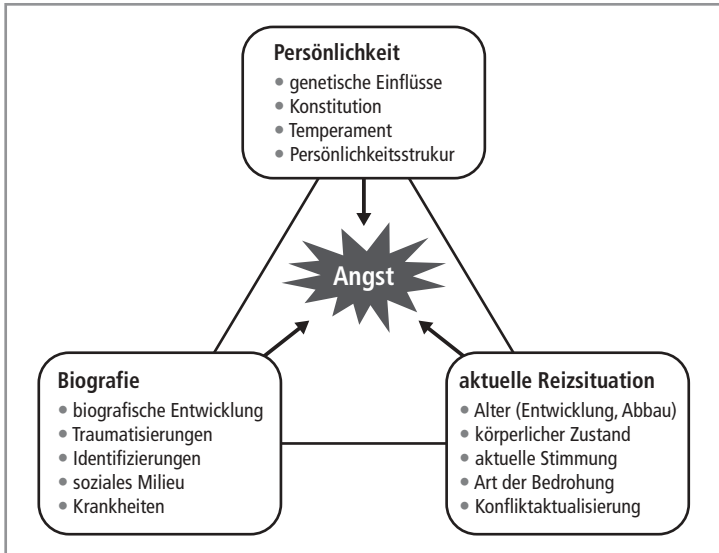 Persönlichkeit
• genetische Einflüsse
• Konstitution
• Temperament
• Persönlichkeitsstrukur
Angst
Biografie
• biografische Entwicklung
• Traumatisierungen
• Identifizierungen
• soziales Milieu
• Krankheiten
aktuelle Reizsituation
• Alter (Entwicklung, Abbau)
• körperlicher Zustand
• aktuelle Stimmung
• Art der Bedrohung
• Konfliktaktualisierung